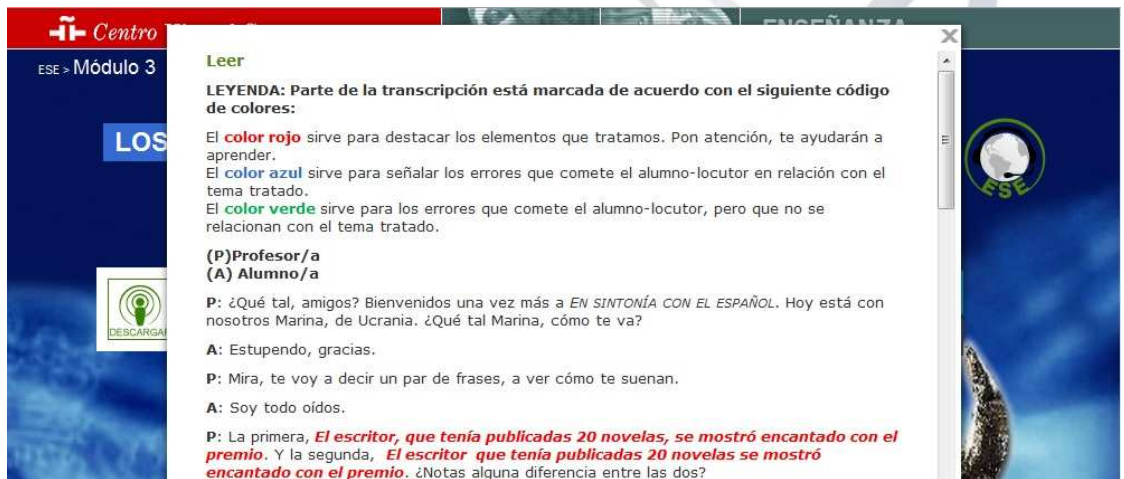 Centro
ENSEÑANZA
ESE > Módulo 3
LOS
ESE
DESCARGAR
Leer
LEYENDA: Parte de la transcripción está marcada de acuerdo con el siguiente código
de colores:
El color rojo sirve para destacar los elementos que tratamos. Pon atención, te ayudarán a
aprender.
El color azul sirve para señalar los errores que comete el alumno-locutor en relación con el
tema tratado.
El color verde sirve para los errores que comete el alumno-locutor, pero que no se
relacionan con el tema tratado.
(P)Profesor/a
(A) Alumno/a
P: ¿Qué tal, amigos? Bienvenidos una vez más a EN SINTONÍA CON EL ESPAÑOL. Hoy está con
nosotros Marina, de Ucrania. ¿Qué tal Marina, cómo te va?
A: Estupendo, gracias.
P: Mira, te voy a decir un par de frases, a ver cómo te suenan.
A: Soy todo oídos.
P: La primera, El escritor, que tenía publicadas 20 novelas, se mostró encantado con el
premio. Y la segunda, El escritor que tenía publicadas 20 novelas se mostró
encantado con el premio. ¿Notas alguna diferencia entre las dos?